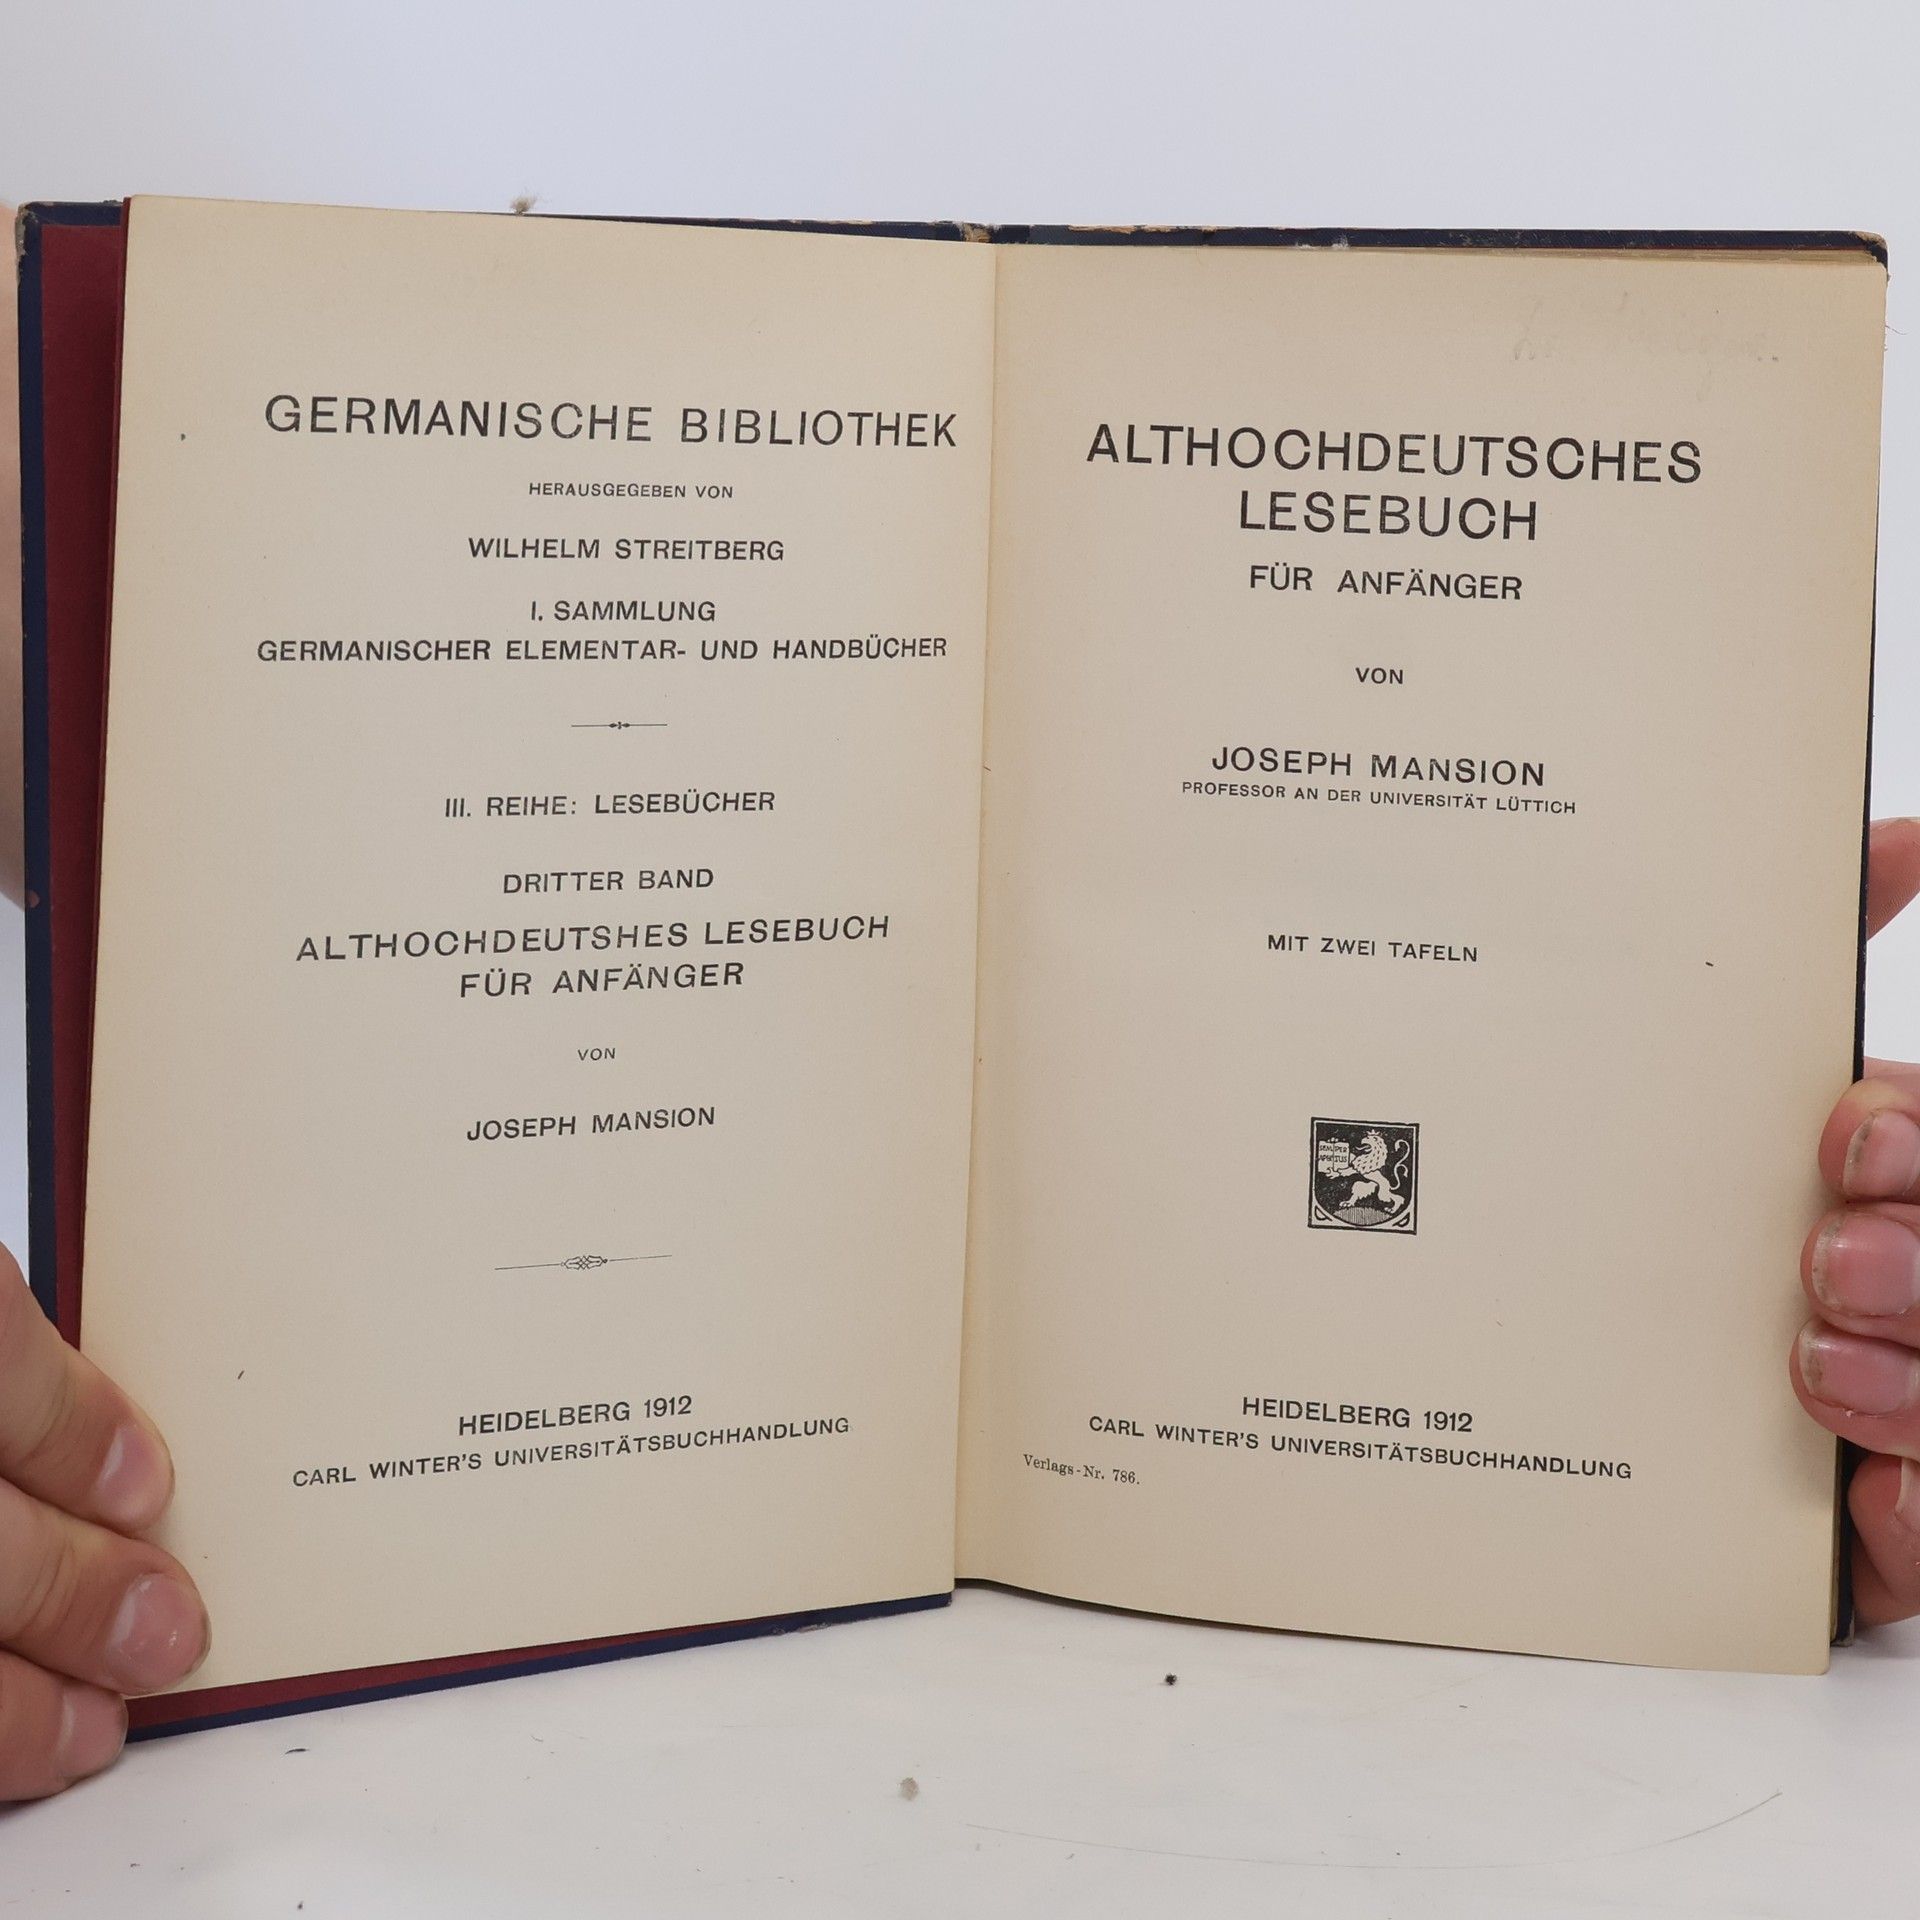 GERMANISCHE BIBLIOTHEK
HERAUSGEGEBEN VON
WILHELM STREITBERG
I. SAMMLUNG
GERMANISCHER ELEMENTAR- UND HANDBÜCHER
III. REIHE: LESEBÜCHER
DRITTER BAND
ALTHOCHDEUTSHES LESEBUCH
FÜR ANFÄNGER
VON
JOSEPH MANSION
HEIDELBERG 1912
CARL WINTER'S UNIVERSITÄTSBUCHHANDLUNG
ALTHOCHDEUTSCHES
LESEBUCH
FÜR ANFÄNGER
VON
JOSEPH MANSION
PROFESSOR AN DER UNIVERSITÄT LÜTTICH
MIT ZWEI TAFELN
SEMPER
APERTUS
HEIDELBERG 1912
CARL WINTER'S UNIVERSITÄTSBUCHHANDLUNG
Verlags-Nr. 786.